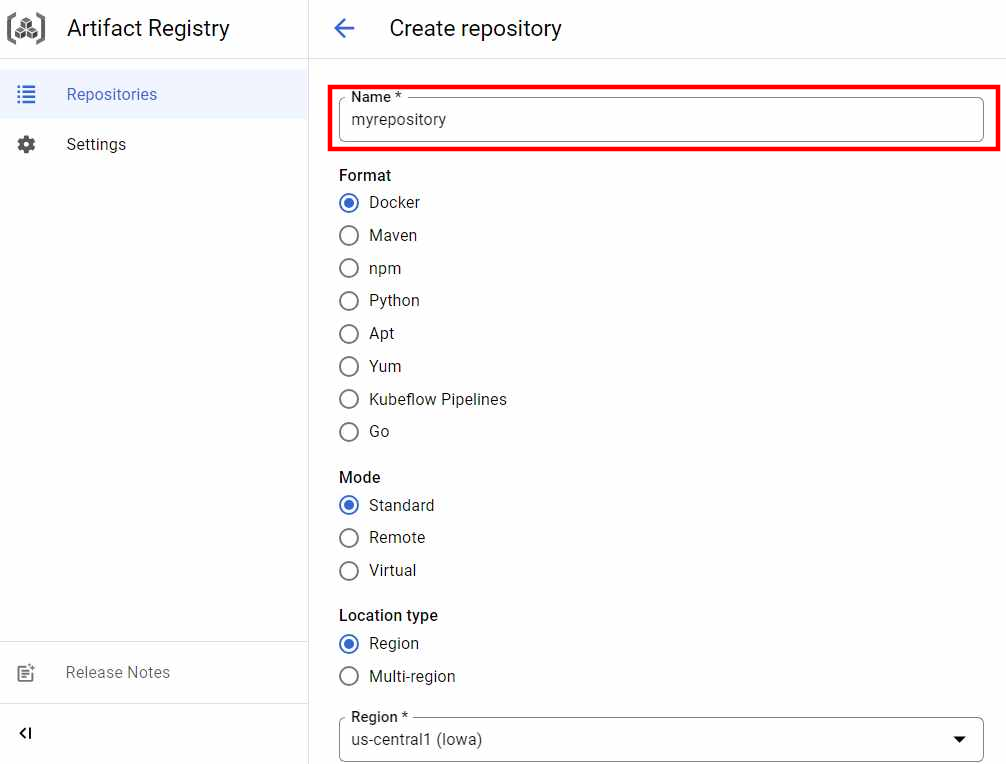 Artifact Registry
Repositories
Settings
Release Notes
Create repository
Name *
myrepository
Format
Docker
Maven
npm
Python
Apt
Yum
Kubeflow Pipelines
Go
Mode
Standard
Remote
Virtual
Location type
Region
Multi-region
Region *
us-central1 (Iowa)